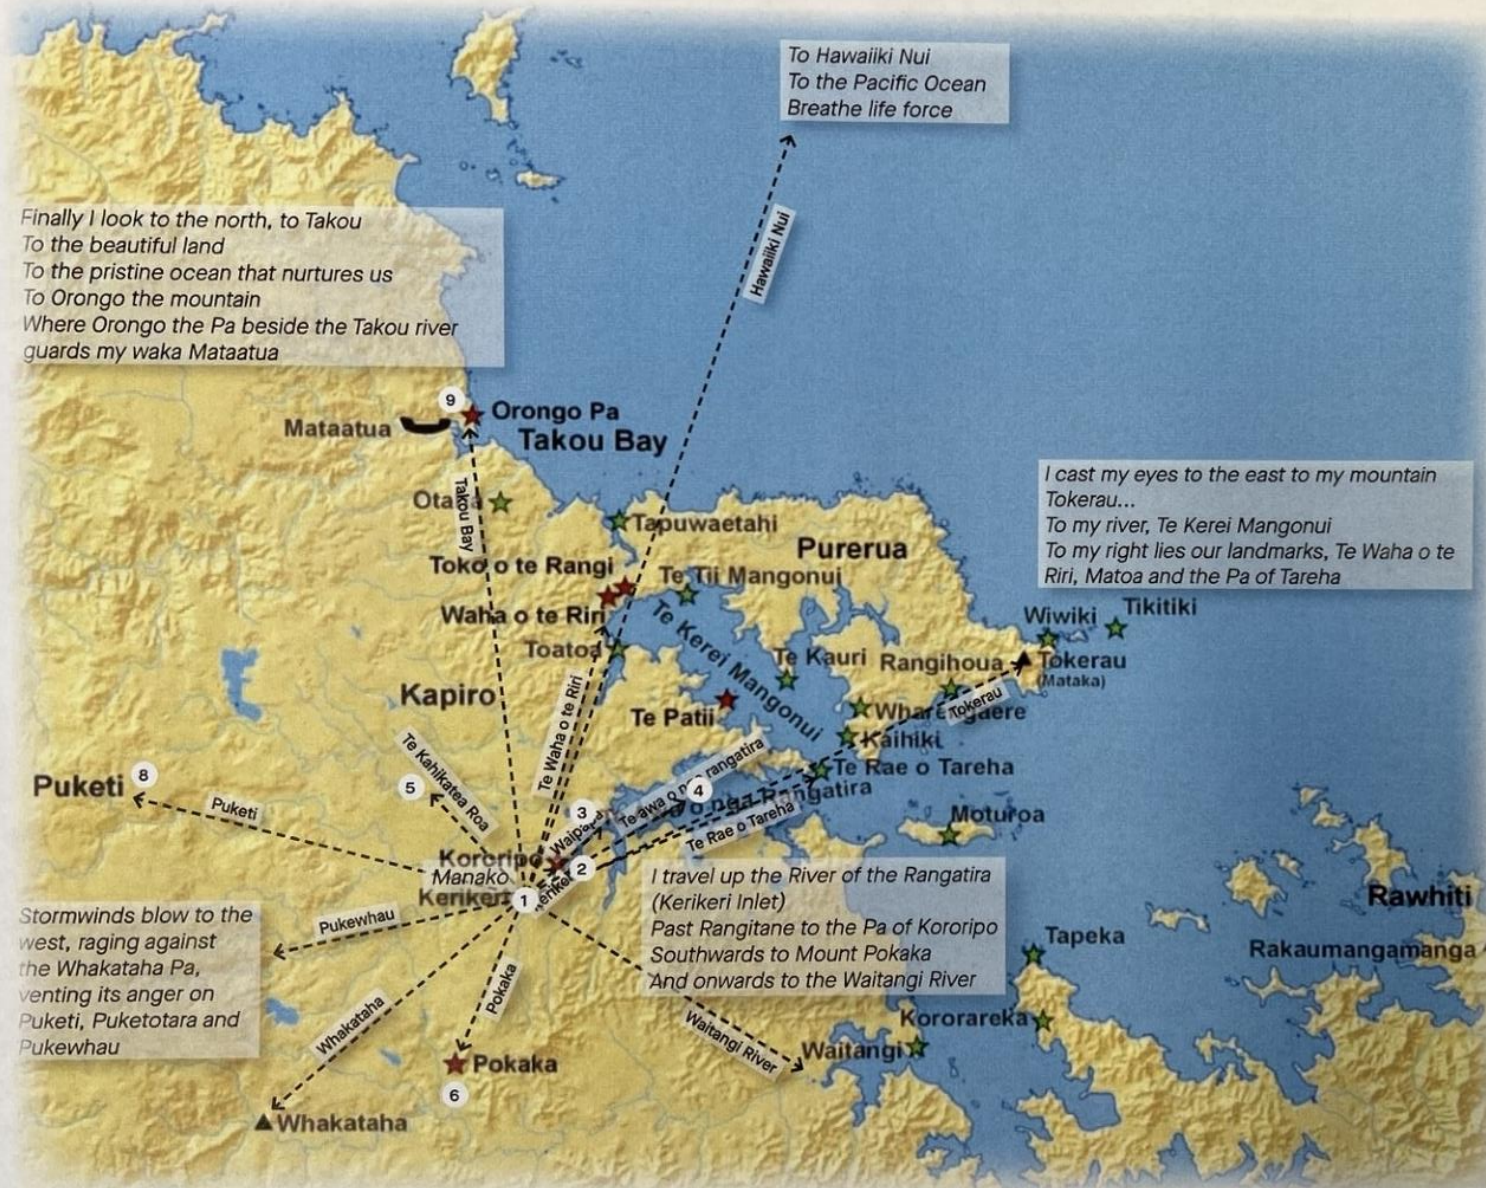 To Hawaiiki Nui
To the Pacific Ocean
Breathe life force
Hawaiiki Nui
Finally I look to the north, to Takou
To the beautiful land
To the pristine ocean that nurtures us
To Orongo the mountain
Where Orongo the Pa beside the Takou river
guards my waka Mataatua
9
Orongo Pa
Mataatua
Takou Bay
I cast my eyes to the east to my mountain
Tokerau...
To my river, Te Kerei Mangonui
To my right lies our landmarks, Te Waha o te
Riri, Matoa and the Pa of Tareha
Takou Bay
Tapuwaetahi
Purerua
Toko o te Rangi
Te Tii Mangonui
Waha o te Riri
Te Kerei Mangonui
Wiwiki
Tikitiki
Toatoa
Te Kauri
Rangihoua
Tokerau
(Mataka)
Tokerau
Kapiro
Te Waha o te Riri
Te Patii
Kaihiki
Te Rae o Tareha
Puketi
8
Puketi
5
Te Kahikatea Roa
3
4
Te Rae o Tareha
Moturoa
Kororipo
Manako
2
Kerikeri
1
I travel up the River of the Rangatira
(Kerikeri Inlet)
Past Rangitane to the Pa of Kororipo
Southwards to Mount Pokaka
And onwards to the Waitangi River
Rawhiti
Rakaumangamanga
Tapeka
Stormwinds blow to the
west, raging against
the Whakataha Pa,
venting its anger on
Puketi, Puketotara and
Pukewhau
Pukewhau
Whakataha
Pokaka
Waitangi River
Kororareka
Waitangi
Pokaka
6
Whakataha